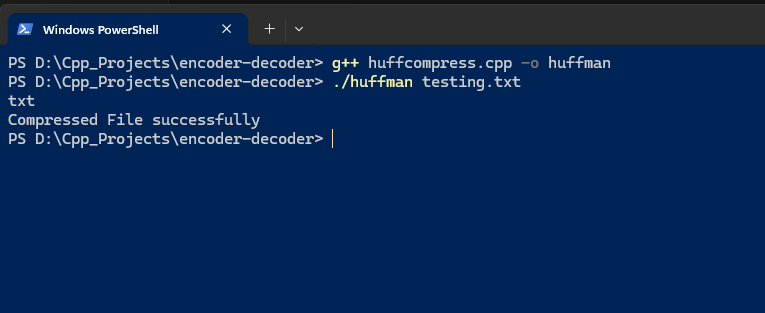 Windows PowerShell
PS D:\Cpp_Projects\encoder-decoder> g++ huffcompress.cpp -o huffman
PS D:\Cpp_Projects\encoder-decoder> ./huffman testing.txt
txt
Compressed File successfully
PS D:\Cpp_Projects\encoder-decoder>